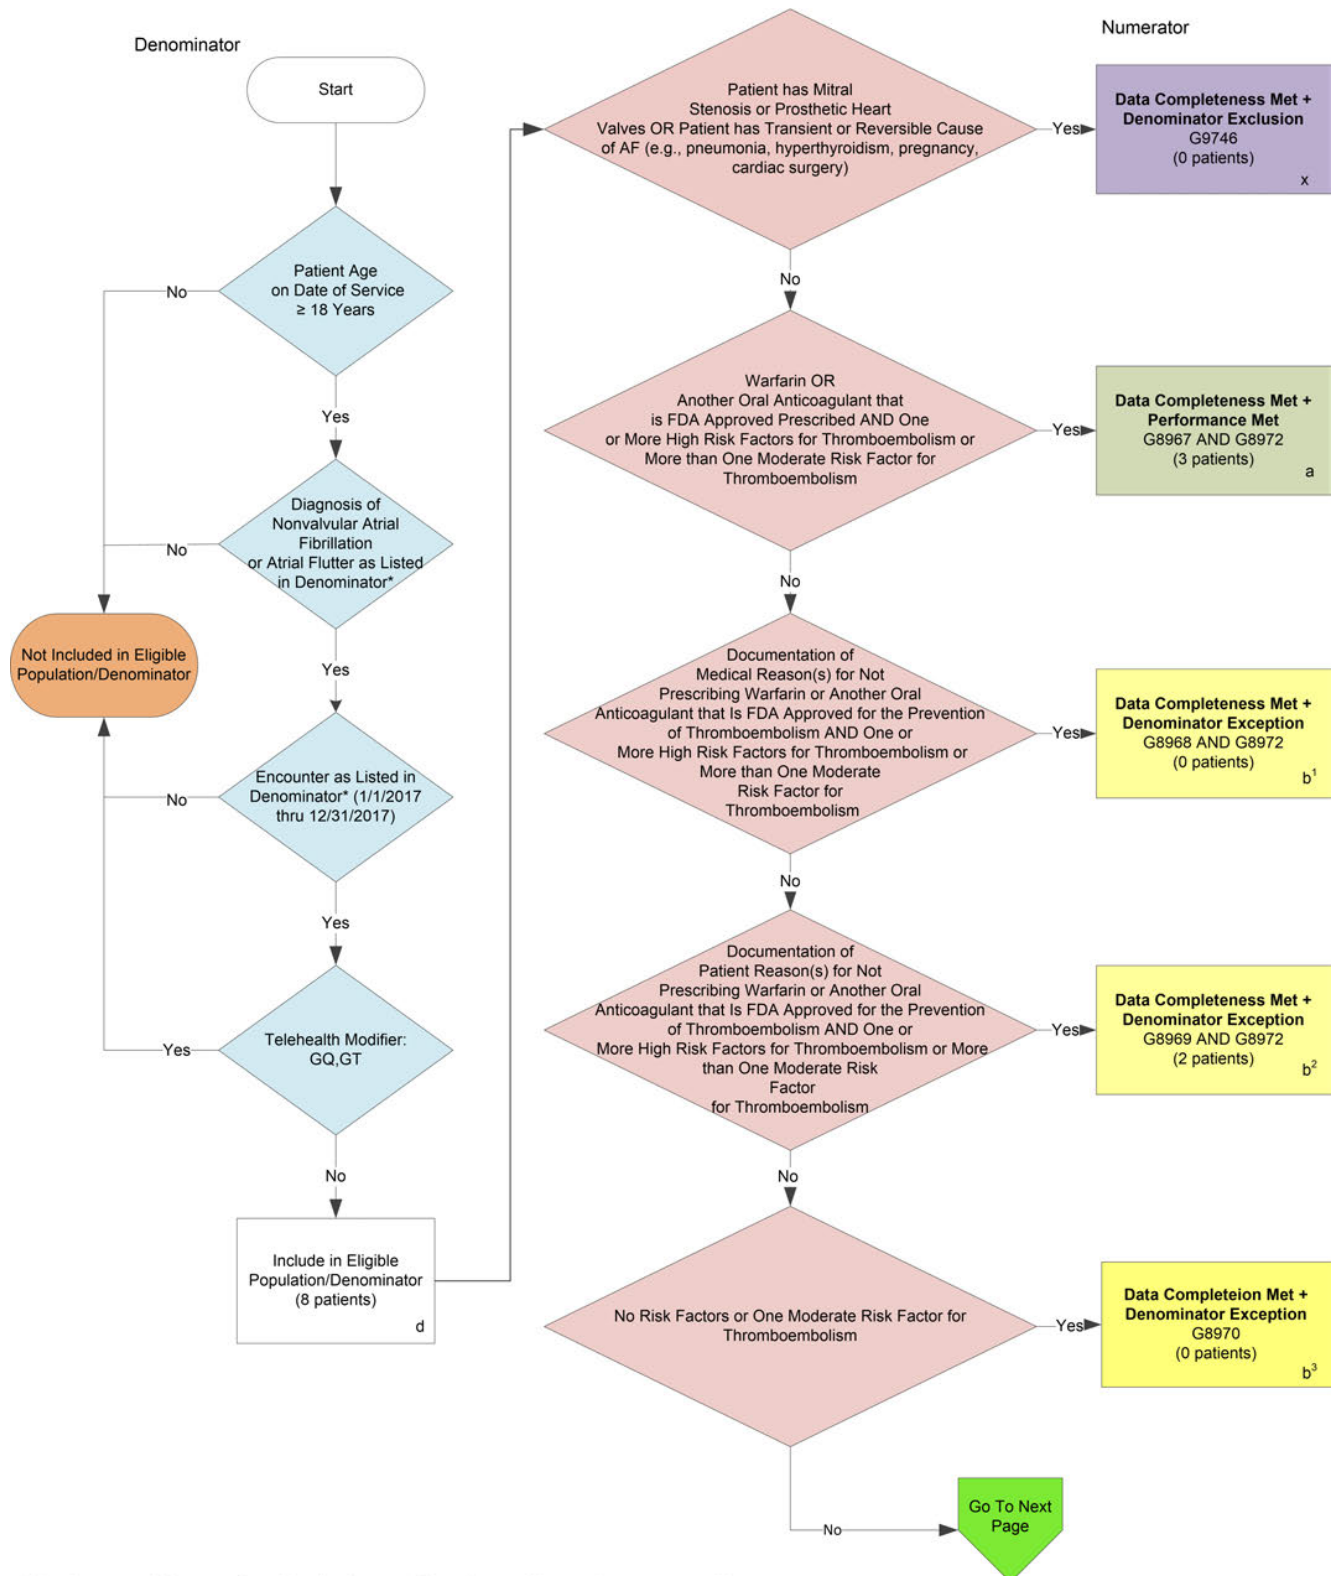 Denominator
Start
Patient Age
on Date of Service
≥ 18 Years
No
Yes
Diagnosis of
Nonvalvular Atrial
Fibrillation
or Atrial Flutter as Listed
in Denominator*
No
Yes
Not Included in Eligible
Population/Denominator
Encounter as Listed in
Denominator* (1/1/2017
thru 12/31/2017)
No
Yes
Telehealth Modifier:
GQ,GT
Yes
No
Include in Eligible
Population/Denominator
(8 patients)
d
Numerator
Patient has Mitral
Stenosis or Prosthetic Heart
Valves OR Patient has Transient or Reversible Cause
of AF (e.g., pneumonia, hyperthyroidism, pregnancy,
cardiac surgery)
Yes
Data Completeness Met +
Denominator Exclusion
G9746
(0 patients)
x
No
Warfarin OR
Another Oral Anticoagulant that
is FDA Approved Prescribed AND One
or More High Risk Factors for Thromboembolism or
More than One Moderate Risk Factor for
Thromboembolism
Yes
Data Completeness Met +
Performance Met
G8967 AND G8972
(3 patients)
a
No
Documentation of
Medical Reason(s) for Not
Prescribing Warfarin or Another Oral
Anticoagulant that Is FDA Approved for the Prevention
of Thromboembolism AND One or
More High Risk Factors for Thromboembolism or
More than One Moderate
Risk Factor for
Thromboembolism
Yes
Data Completeness Met +
Denominator Exception
G8968 AND G8972
(0 patients)
b¹
No
Documentation of
Patient Reason(s) for Not
Prescribing Warfarin or Another Oral
Anticoagulant that Is FDA Approved for the Prevention
of Thromboembolism AND One or
More High Risk Factors for Thromboembolism or More
than One Moderate Risk
Factor
for Thromboembolism
Yes
Data Completeness Met +
Denominator Exception
G8969 AND G8972
(2 patients)
b²
No
No Risk Factors or One Moderate Risk Factor for
Thromboembolism
Yes
Data Completeion Met +
Denominator Exception
G8970
(0 patients)
b³
No
Go To Next
Page